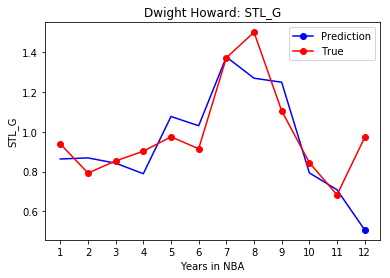 Dwight Howard: STL_G
Prediction
True
STL_G
1.4
1.2
1.0
0.8
0.6
1 2 3 4 5 6 7 8 9 10 11 12
Years in NBA